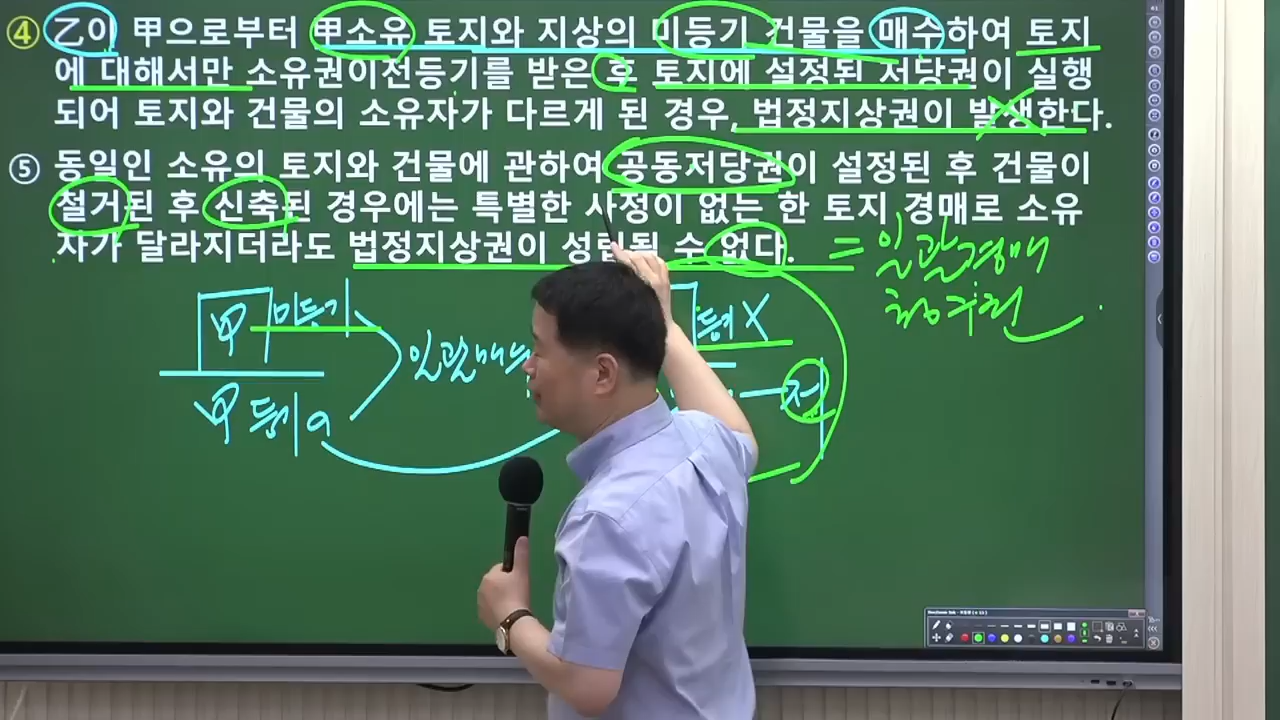 ④ 乙이 甲으로부터 甲소유 토지와 지상의 미등기 건물을 매수하여 토지
에 대해서만 소유권이전등기를 받은 후 토지에 설정된 저당권이 실행
되어 토지와 건물의 소유자가 다르게 된 경우, 법정지상권이 발생한다.
⑤ 동일인 소유의 토지와 건물에 관하여 공동저당권이 설정된 후 건물이
철거된 후 신축된 경우에는 특별한 사정이 없는 한 토지 경매로 소유
자가 달라지더라도 법정지상권이 성립될 수 없다. = 일괄경매
청구권
甲 미등기
일괄매
등기 X
甲 등기 O
저